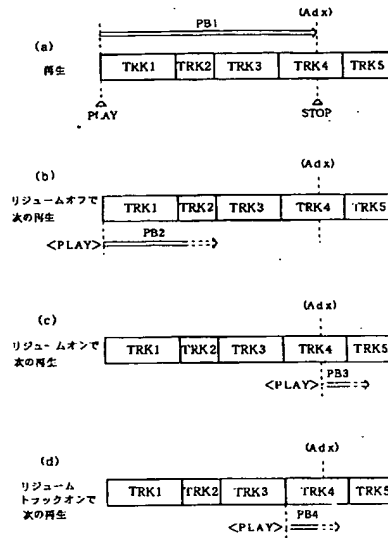 (Adx)
PB1
(a)
再生
TRK1 TRK2 TRK3 TRK4 TRK5
PLAY STOP
(Adx)
(b)
リジュームオフで
次の再生
TRK1 TRK2 TRK3 TRK4 TRK5
<PLAY> PB2
(Adx)
(c)
リジュームオンで
次の再生
TRK1 TRK2 TRK3 TRK4 TRK5
<PLAY> PB3
(Adx)
(d)
リジューム
トラックオンで
次の再生
TRK1 TRK2 TRK3 TRK4 TRK5
<PLAY> PB4